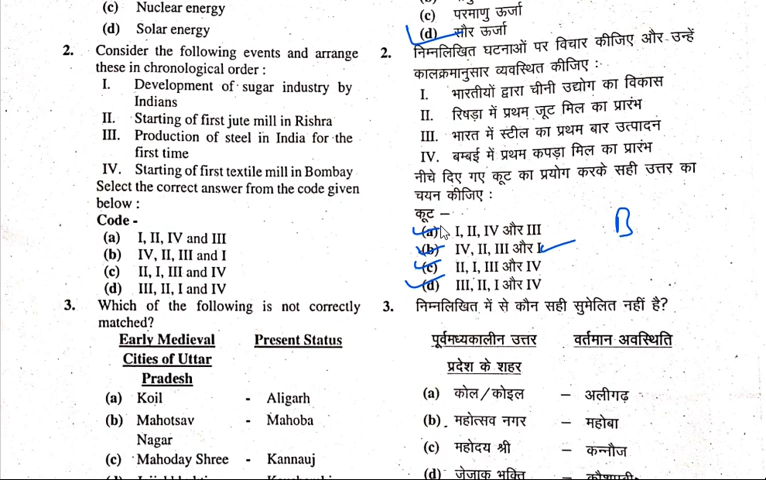 (c) Nuclear energy
(d) Solar energy
2. Consider the following events and arrange
these in chronological order :
I. Development of sugar industry by
Indians
II. Starting of first jute mill in Rishra
III. Production of steel in India for the
first time
IV. Starting of first textile mill in Bombay
Select the correct answer from the code given
below :
Code -
(a) I, II, IV and III
(b) IV, II, III and I
(c) II, I, III and IV
(d) III, II, I and IV
3. Which of the following is not correctly
matched?
Early Medieval Present Status
Cities of Uttar
Pradesh
(a) Koil - Aligarh
(b) Mahotsav - Mahoba
Nagar
(c) Mahoday Shree - Kannauj
(c) परमाणु ऊर्जा
(d) सौर ऊर्जा
2. निम्नलिखित घटनाओं पर विचार कीजिए और उन्हें
कालक्रमानुसार व्यवस्थित कीजिए :
I. भारतीयों द्वारा चीनी उद्योग का विकास
II. रिषड़ा में प्रथम जूट मिल का प्रारंभ
III. भारत में स्टील का प्रथम बार उत्पादन
IV. बम्बई में प्रथम कपड़ा मिल का प्रारंभ
नीचे दिए गए कूट का प्रयोग करके सही उत्तर का
चयन कीजिए :
कूट –
(a) I, II, IV और III
(b) IV, II, III और I
(c) II, I, III और IV
(d) III, II, I और IV
B
3. निम्नलिखित में से कौन सही सुमेलित नहीं है?
पूर्वमध्यकालीन उत्तर वर्तमान अवस्थिति
प्रदेश के शहर
(a) कोल/कोइल – अलीगढ़
(b) महोत्सव नगर – महोबा
(c) महोदय श्री – कन्नौज
(d) जेजाक भुक्ति –